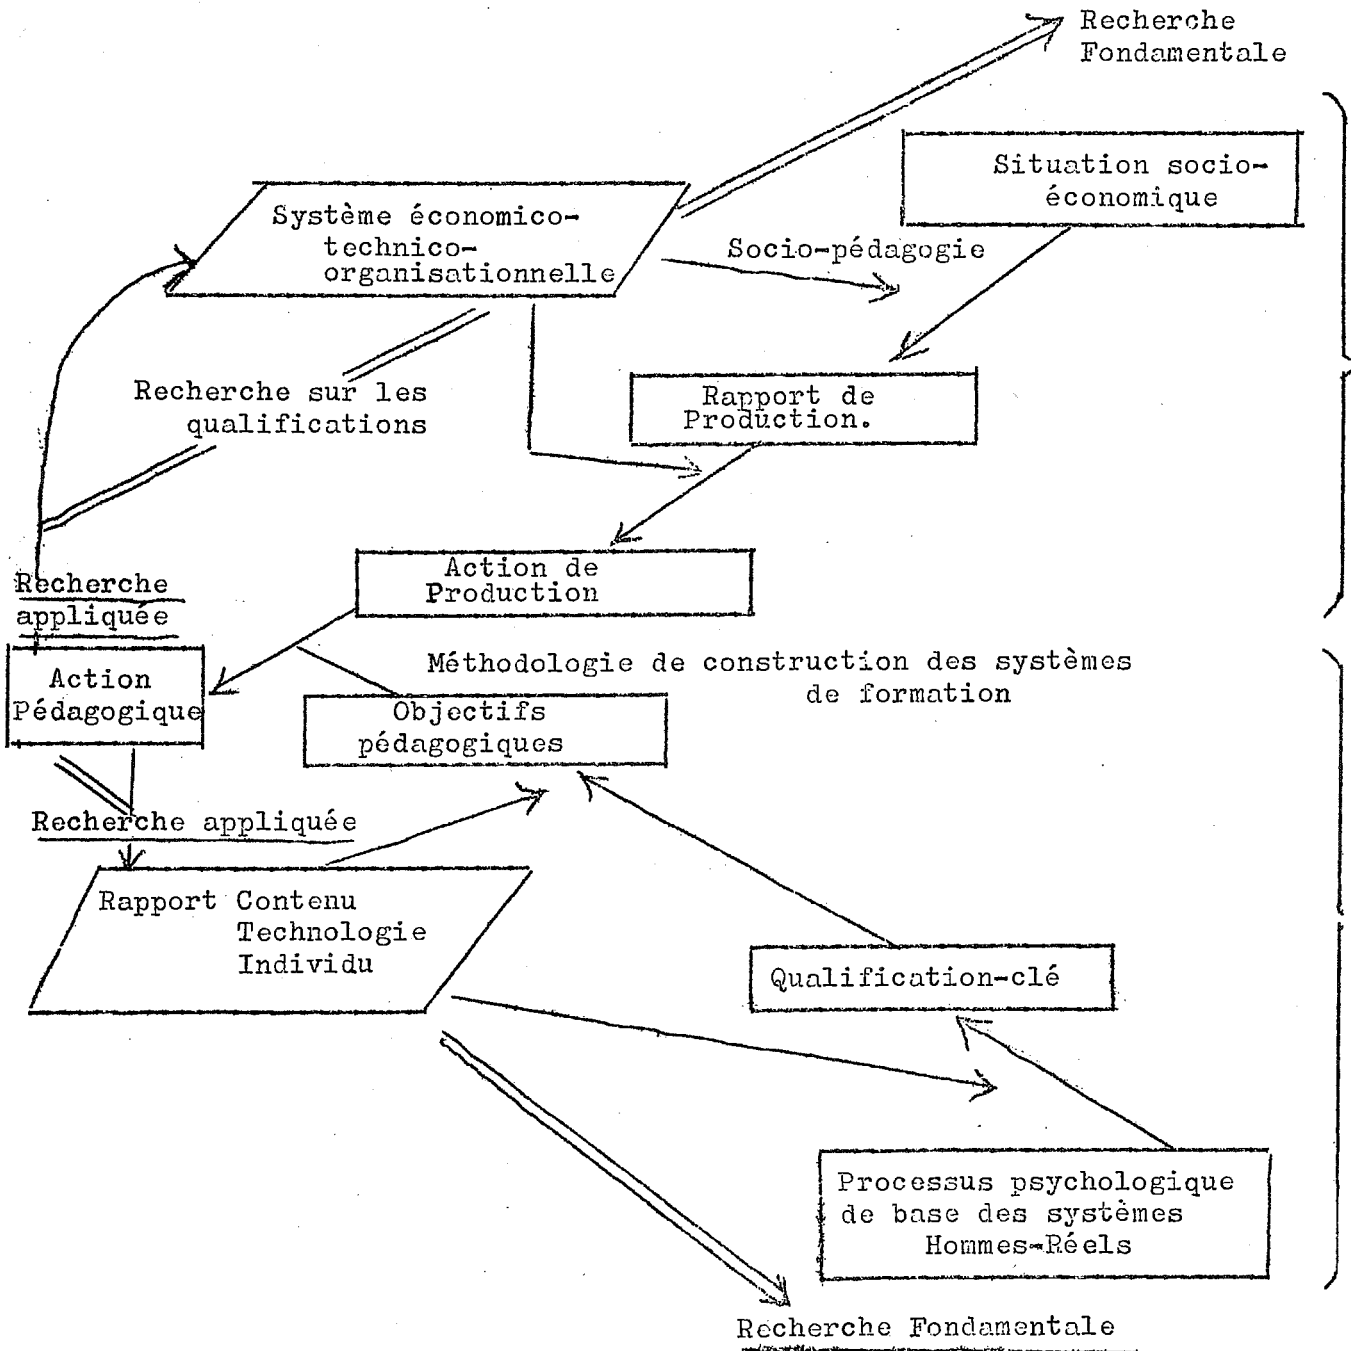 Recherche
Fondamentale
Situation socio-
économique
Système économico-
technico-
organisationnelle
Socio-pédagogie
Recherche sur les
qualifications
Rapport de
Production.
Action de
Production
Recherche
appliquée
Action
Pédagogique
Méthodologie de construction des systèmes
de formation
Objectifs
pédagogiques
Recherche appliquée
Rapport Contenu
Technologie
Individu
Qualification-clé
Processus psychologique
de base des systèmes
Hommes-Réels
Recherche Fondamentale